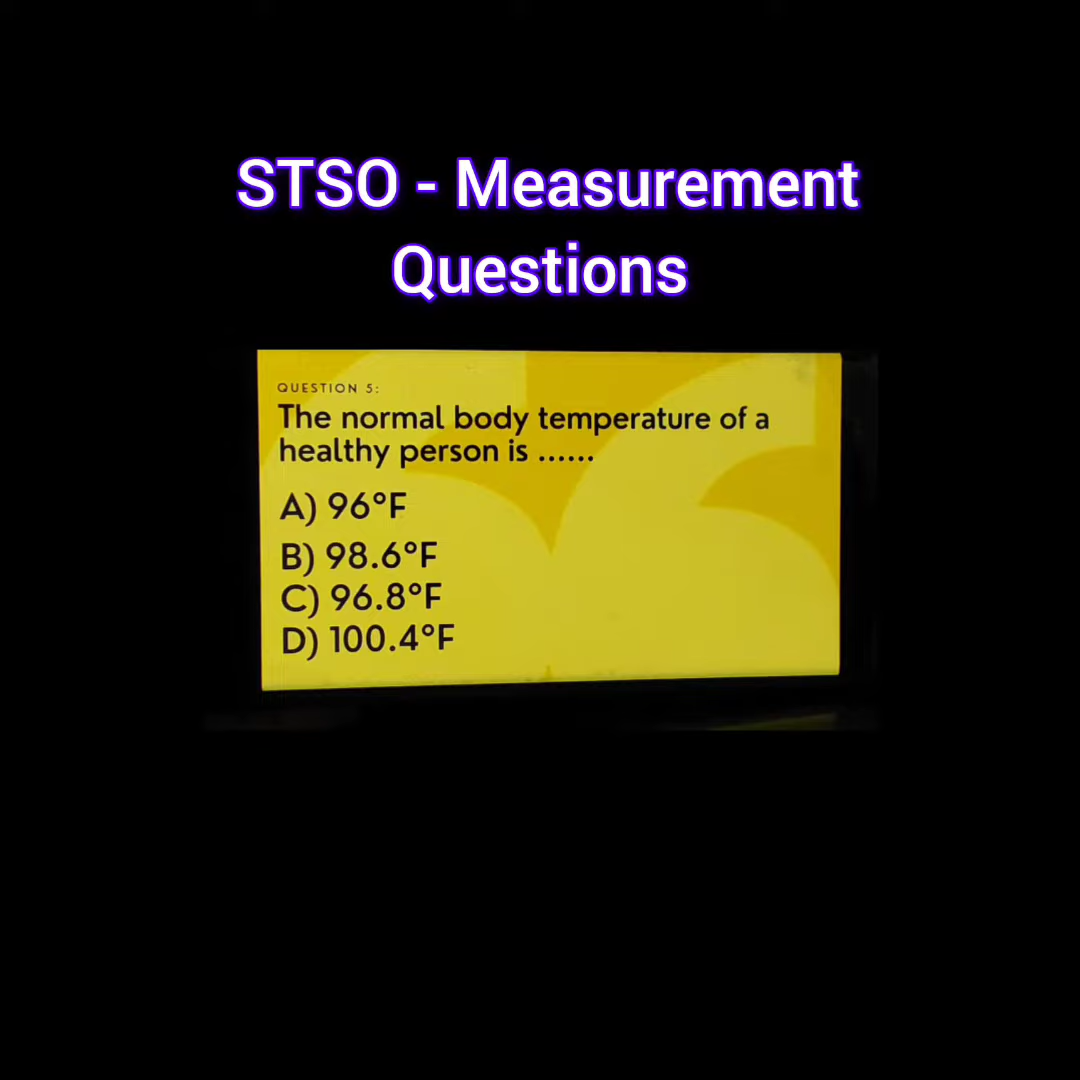 STSO - Measurement
Questions
QUESTION 5:
The normal body temperature of a
healthy person is ......
A) 96°F
B) 98.6°F
C) 96.8°F
D) 100.4°F